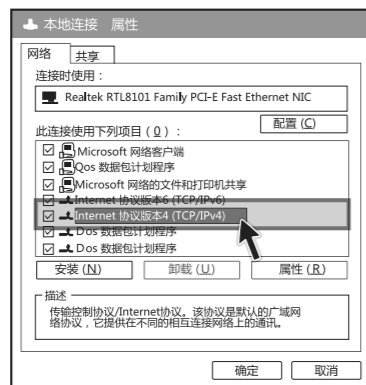 本地连接 属性
网络 共享
连接时使用：
Realtek RTL8101 Family PCI-E Fast Ethernet NIC
配置 (C)
此连接使用下列项目 ( O )：
Microsoft 网络客户端
Qos 数据包计划程序
Microsoft 网络的文件和打印机共享
Internet 协议版本6 (TCP/IPv6)
Internet 协议版本4 (TCP/IPv4)
Dos 数据包计划程序
Dos 数据包计划程序
安装 (N) 卸载 (U) 属性 (R)
描述
传输控制协议/Internet协议。该协议是默认的广域网
络协议，它提供在不同的相互连接网络上的通讯。
确定 取消